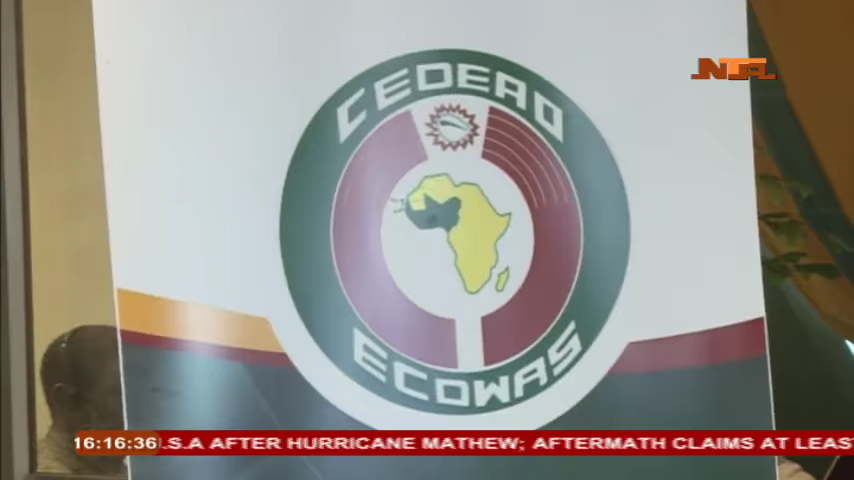 NTA
CEDEAO
ECOWAS
16:16:36 .S.A AFTER HURRICANE MATHEW; AFTERMATH CLAIMS AT LEAST